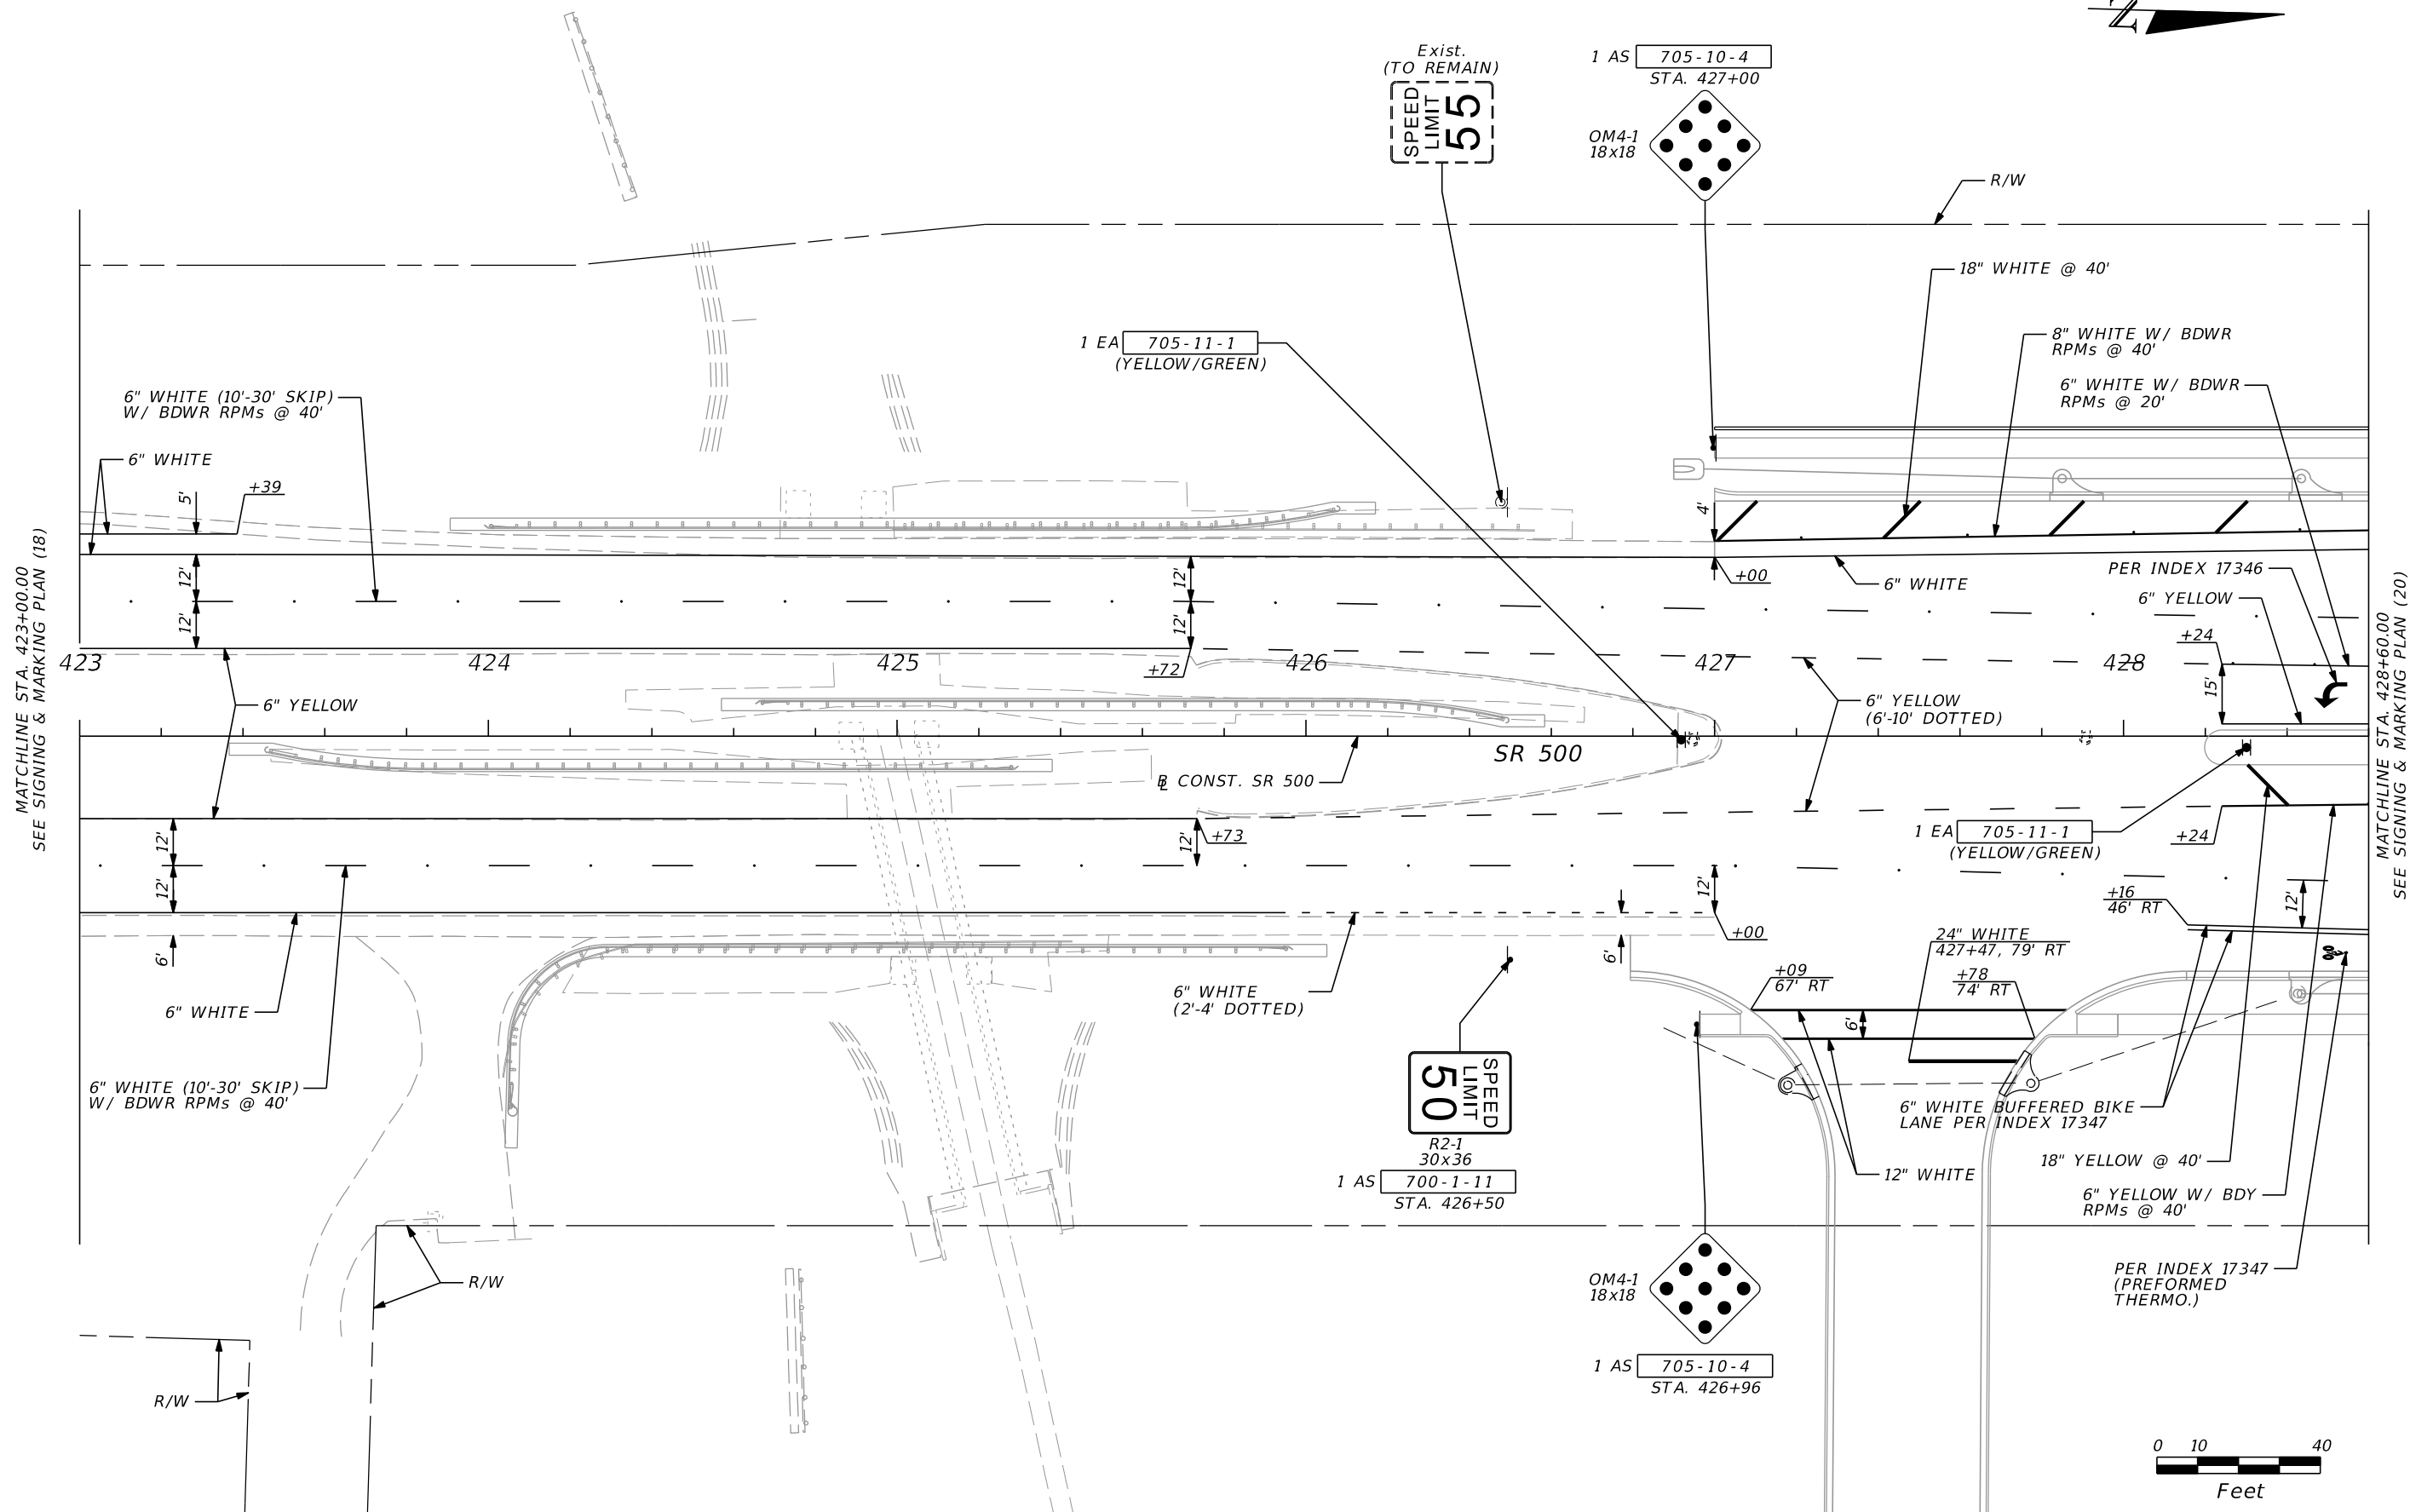 N
Exist.
(TO REMAIN)
SPEED
LIMIT
55
1 AS 705-10-4
STA. 427+00
OM4-1
18x18
R/W
18" WHITE @ 40'
8" WHITE W/ BDWR
RPMs @ 40'
6" WHITE W/ BDWR
RPMs @ 20'
1 EA 705-11-1
(YELLOW/GREEN)
6" WHITE (10'-30' SKIP)
W/ BDWR RPMs @ 40'
6" WHITE
5'
+39
4'
12'
12'
12'
12'
+00
6" WHITE
PER INDEX 17346
6" YELLOW
+24
+72
15'
423
424
425
426
427
428
MATCHLINE STA. 423+00.00
SEE SIGNING & MARKING PLAN (18)
MATCHLINE STA. 428+60.00
SEE SIGNING & MARKING PLAN (20)
6" YELLOW
6" YELLOW
(6'-10' DOTTED)
SR 500
BL CONST. SR 500
12'
12'
6'
12'
+73
1 EA 705-11-1
(YELLOW/GREEN)
+24
12'
+00
6'
+16
46' RT
12'
24" WHITE
427+47, 79' RT
+09
67' RT
+78
74' RT
6'
6" WHITE
6" WHITE
(2'-4' DOTTED)
6" WHITE (10'-30' SKIP)
W/ BDWR RPMs @ 40'
SPEED
LIMIT
50
R2-1
30x36
1 AS 700-1-11
STA. 426+50
6" WHITE BUFFERED BIKE
LANE PER INDEX 17347
12" WHITE
18" YELLOW @ 40'
6" YELLOW W/ BDY
RPMs @ 40'
PER INDEX 17347
(PREFORMED
THERMO.)
R/W
R/W
OM4-1
18x18
1 AS 705-10-4
STA. 426+96
0 10 40
Feet